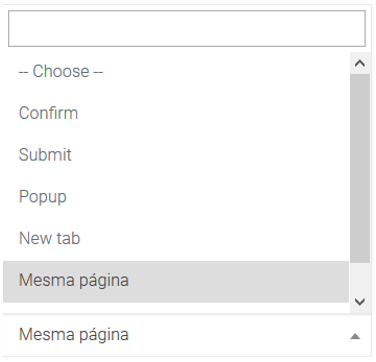 -- Choose --
Confirm
Submit
Popup
New tab
Mesma página
Mesma página